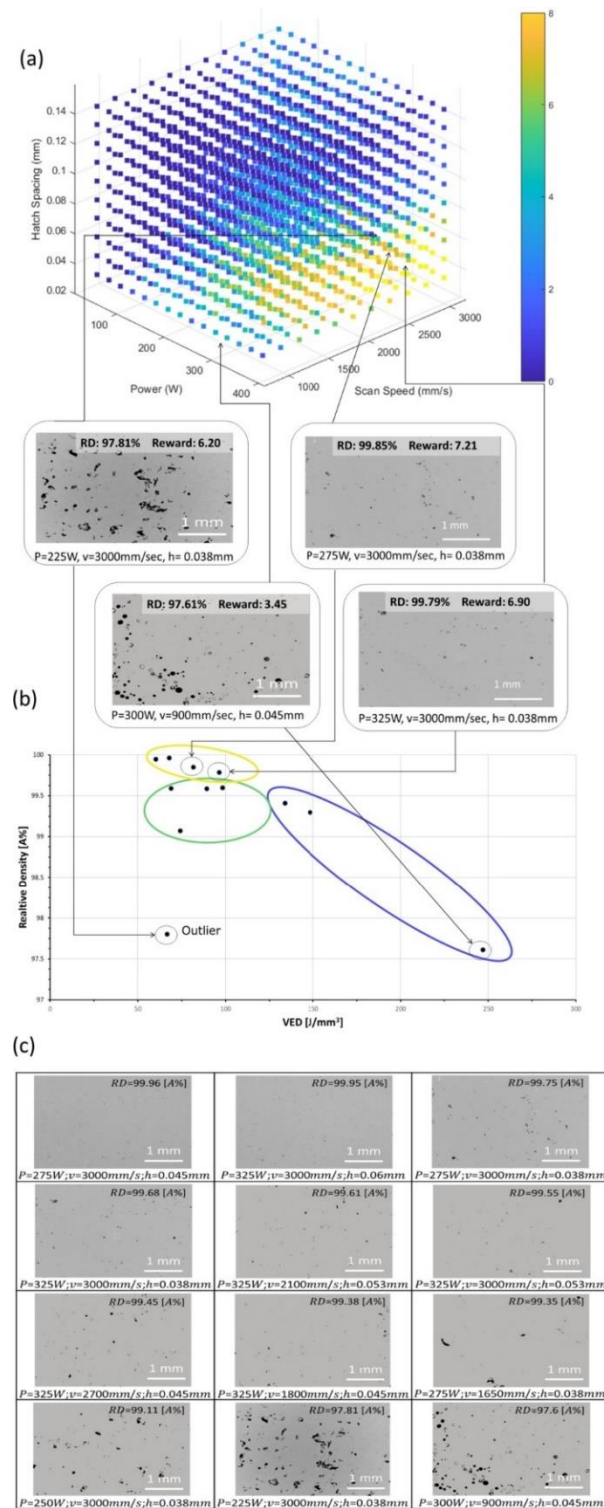 (a)
8
6
4
2
0
Hatch Spacing (mm)
0.14
0.12
0.1
0.08
0.06
0.04
0.02
100
200
300
400
Power (W)
1000
1500
2000
2500
3000
Scan Speed (mm/s)
RD: 97.81% Reward: 6.20
1 mm
P=225W, v=3000mm/sec, h= 0.038mm
RD: 99.85% Reward: 7.21
1 mm
P=275W, v=3000mm/sec, h= 0.038mm
RD: 97.61% Reward: 3.45
1 mm
P=300W, v=900mm/sec, h= 0.045mm
RD: 99.79% Reward: 6.90
1 mm
P=325W, v=3000mm/sec, h= 0.038mm
(b)
Realtive Density [A%]
100
99.5
99
98.5
98
97.5
97
Outlier
0
50
100
150
200
250
300
VED [J/mm³]
(c)
RD=99.96 [A%]
1 mm
P=275W;v=3000mm/s;h=0.045mm
RD=99.95 [A%]
1 mm
P=325W;v=3000mm/s;h=0.06mm
RD=99.75 [A%]
1 mm
P=275W;v=3000mm/s;h=0.038mm
RD=99.68 [A%]
1 mm
P=325W;v=3000mm/s;h=0.038mm
RD=99.61 [A%]
1 mm
P=325W;v=2100mm/s;h=0.053mm
RD=99.55 [A%]
1 mm
P=325W;v=3000mm/s;h=0.053mm
RD=99.45 [A%]
1 mm
P=325W;v=2700mm/s;h=0.045mm
RD=99.38 [A%]
1 mm
P=325W;v=1800mm/s;h=0.045mm
RD=99.35 [A%]
1 mm
P=275W;v=1650mm/s;h=0.038mm
RD=99.11 [A%]
1 mm
P=250W;v=3000mm/s;h=0.038mm
RD=97.81 [A%]
1 mm
P=225W;v=3000mm/s;h=0.038mm
RD=97.6 [A%]
1 mm
P=300W;v=900mm/s;h=0.045mm